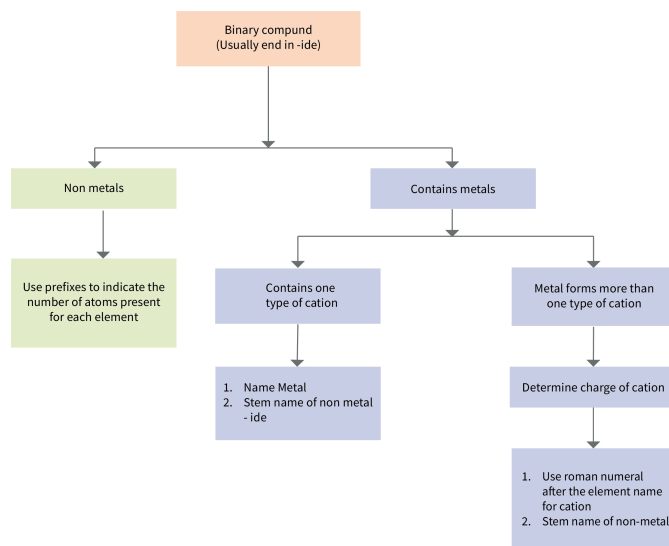 Binary compund
(Usually end in -ide)
Non metals
Contains metals
Use prefixes to indicate the
number of atoms present
for each element
Contains one
type of cation
Metal forms more than
one type of cation
1. Name Metal
2. Stem name of non metal
- ide
Determine charge of cation
1. Use roman numeral
after the element name
for cation
2. Stem name of non-metal